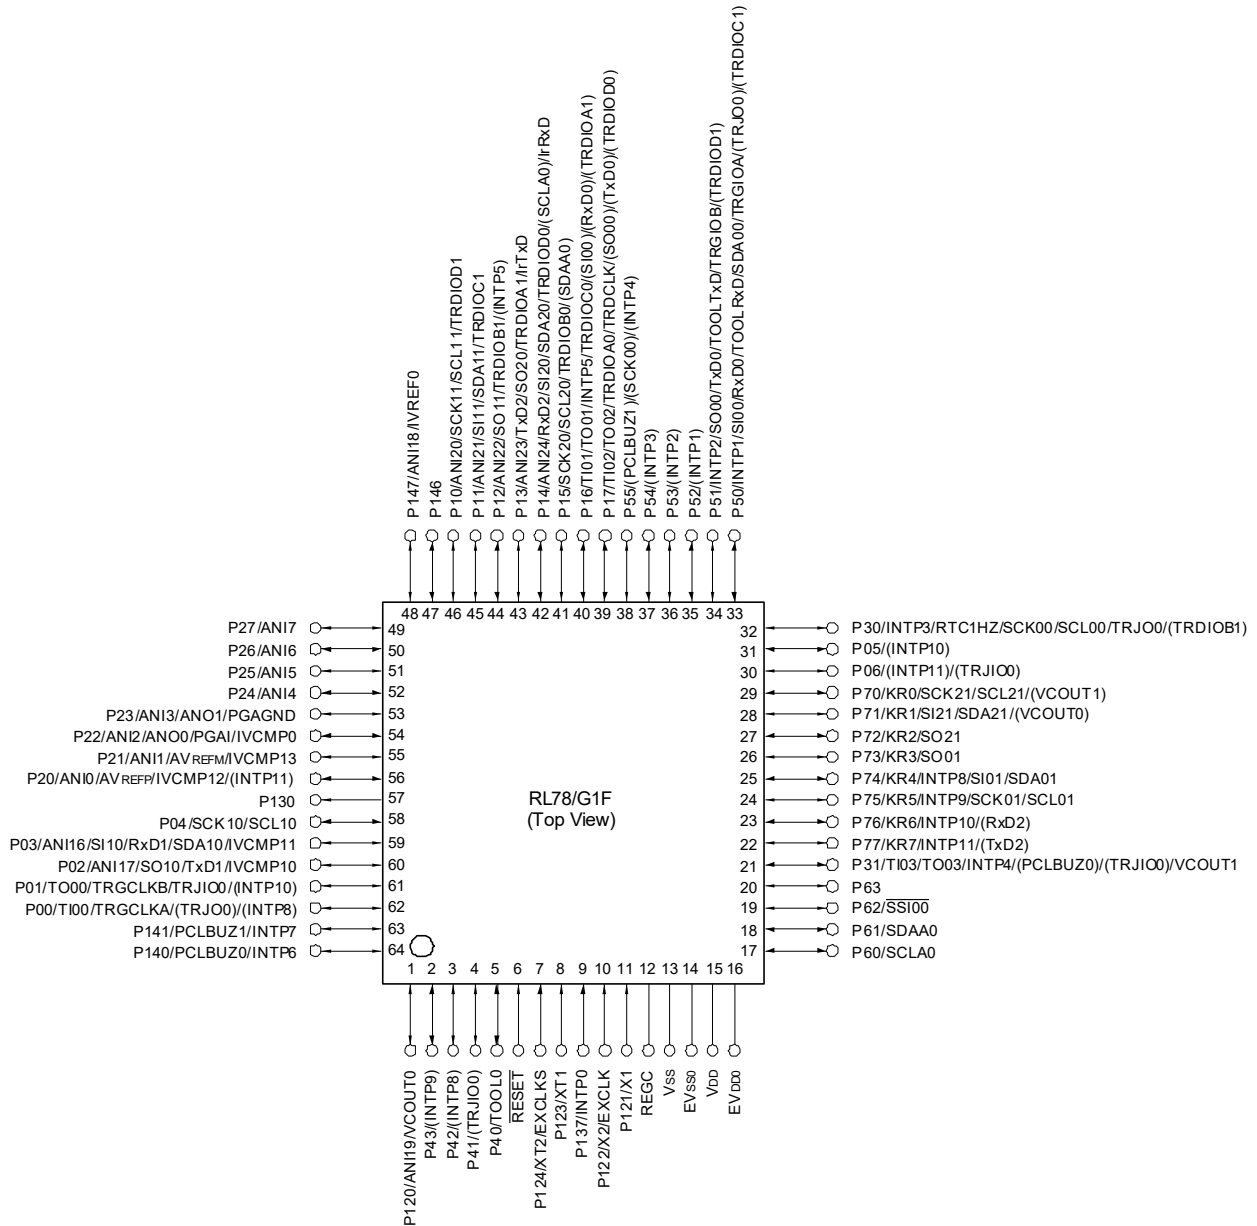 P147/ANI18/IVREF0
P146
P10/ANI20/SCK11/SCL11/TRDIOD1
P11/ANI21/SI11/SDA11/TRDIOC1
P12/ANI22/SO11/TRDIOB1/(INTP5)
P13/ANI23/TxD2/SO20/TRDIOA1/IrTxD
P14/ANI24/RxD2/SI20/SDA20/TRDIOD0/(SCLA0)/IrRxD
P15/SCK20/SCL20/TRDIOB0/(SDAA0)
P16/TI01/TO01/INTP5/TRDIOC0/(SI00)/(RxD0)/(TRDIOA1)
P17/TI02/TO02/TRDIOA0/TRDCLK/(SO00)/(TxD0)/(TRDIOD0)
P55/(PCLBUZ1)/(SCK00)/(INTP4)
P54/(INTP3)
P53/(INTP2)
P52/(INTP1)
P51/INTP2/SO00/TxD0/TOOLTxD/TRGIOB/(TRDIOD1)
P50/INTP1/SI00/RxD0/TOOLRxD/SDA00/TRGIOA/(TRJO0)/(TRDIOC1)
48 47 46 45 44 43 42 41 40 39 38 37 36 35 34 33
P27/ANI7 49
P26/ANI6 50
P25/ANI5 51
P24/ANI4 52
P23/ANI3/ANO1/PGAGND 53
P22/ANI2/ANO0/PGAI/IVCMP0 54
P21/ANI1/AVREFM/IVCMP13 55
P20/ANI0/AVREFP/IVCMP12/(INTP11) 56
P130 57
P04/SCK10/SCL10 58
P03/ANI16/SI10/RxD1/SDA10/IVCMP11 59
P02/ANI17/SO10/TxD1/IVCMP10 60
P01/TO00/TRGCLKB/TRJIO0/(INTP10) 61
P00/TI00/TRGCLKA/(TRJO0)/(INTP8) 62
P141/PCLBUZ1/INTP7 63
P140/PCLBUZ0/INTP6 64
RL78/G1F
(Top View)
32 P30/INTP3/RTC1HZ/SCK00/SCL00/TRJO0/(TRDIOB1)
31 P05/(INTP10)
30 P06/(INTP11)/(TRJIO0)
29 P70/KR0/SCK21/SCL21/(VCOUT1)
28 P71/KR1/SI21/SDA21/(VCOUT0)
27 P72/KR2/SO21
26 P73/KR3/SO01
25 P74/KR4/INTP8/SI01/SDA01
24 P75/KR5/INTP9/SCK01/SCL01
23 P76/KR6/INTP10/(RxD2)
22 P77/KR7/INTP11/(TxD2)
21 P31/TI03/TO03/INTP4/(PCLBUZ0)/(TRJIO0)/VCOUT1
20 P63
19 P62/SSI00
18 P61/SDAA0
17 P60/SCLA0
1 2 3 4 5 6 7 8 9 10 11 12 13 14 15 16
P120/ANI19/VCOUT0
P43/(INTP9)
P42/(INTP8)
P41/(TRJIO0)
P40/TOOL0
RESET
P124/XT2/EXCLKS
P123/XT1
P137/INTP0
P122/X2/EXCLK
P121/X1
REGC
VSS
EVSS0
VDD
EVDD0